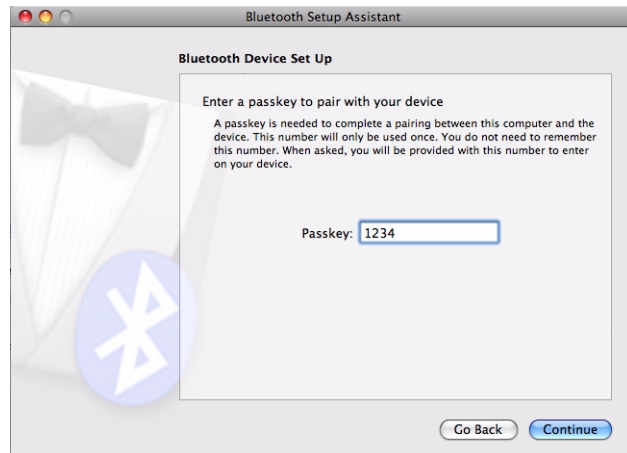 Bluetooth Setup Assistant
Bluetooth Device Set Up
Enter a passkey to pair with your device
A passkey is needed to complete a pairing between this computer and the
device. This number will only be used once. You do not need to remember
this number. When asked, you will be provided with this number to enter
on your device.
Passkey: 1234
Go Back Continue